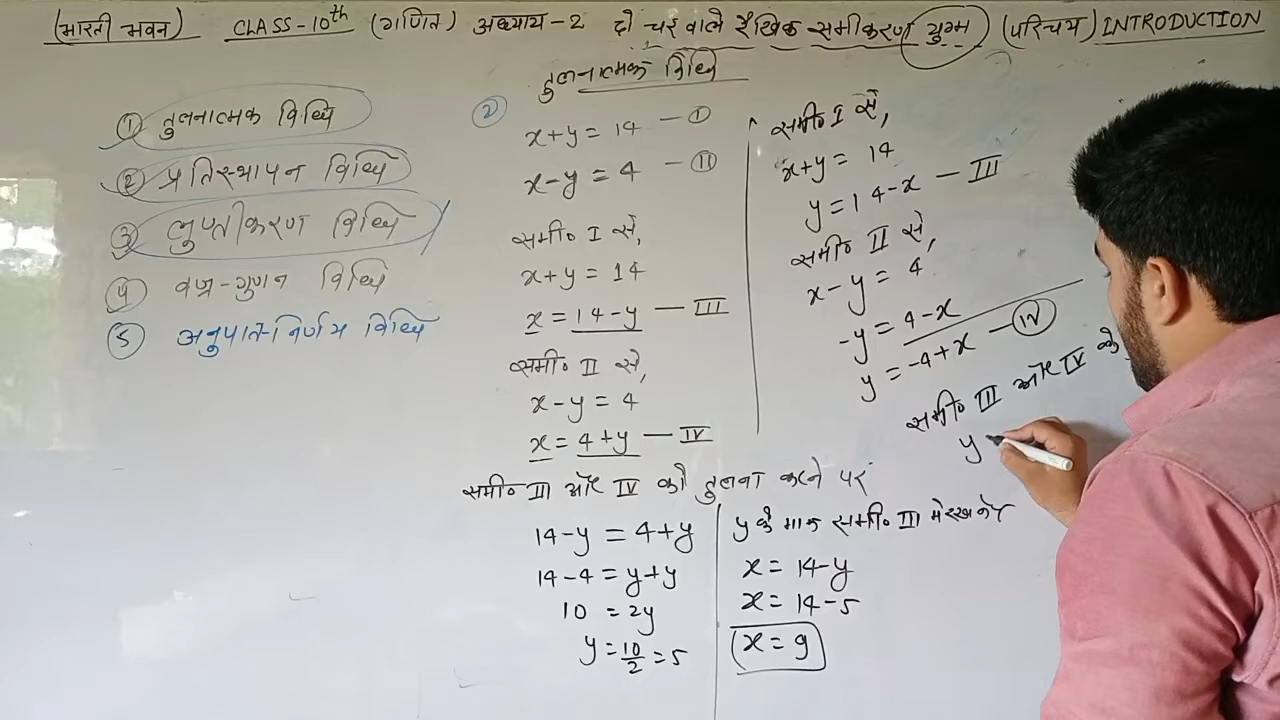 (भारती भवन) CLASS-10th (गणित) अध्याय-2 दो चर वाले रैखिक समीकरण युग्म (परिचय) INTRODUCTION
तुलनात्मक विधि
① तुलनात्मक विधि
② प्रतिस्थापन विधि
③ लुप्तीकरण विधि
④ वज्र-गुणन विधि
⑤ अनुपात-निर्णय विधि
②
x+y = 14 — Ⓘ
x-y = 4 — Ⓘⓘ
समी० I से,
x+y = 14
x = 14-y — III
समी० II से,
x-y = 4
x = 4+y — IV
समी० III और IV को तुलना करने पर
14-y = 4+y
14-4 = y+y
10 = 2y
y = 10/2 = 5
y के मान समी० III में रखने पर
x = 14-y
x = 14-5
x = 9
समी० I से,
x+y = 14
y = 14-x — III
समी० II से,
x-y = 4
-y = 4-x
y = -4+x — IV
समी० III और IV के
y